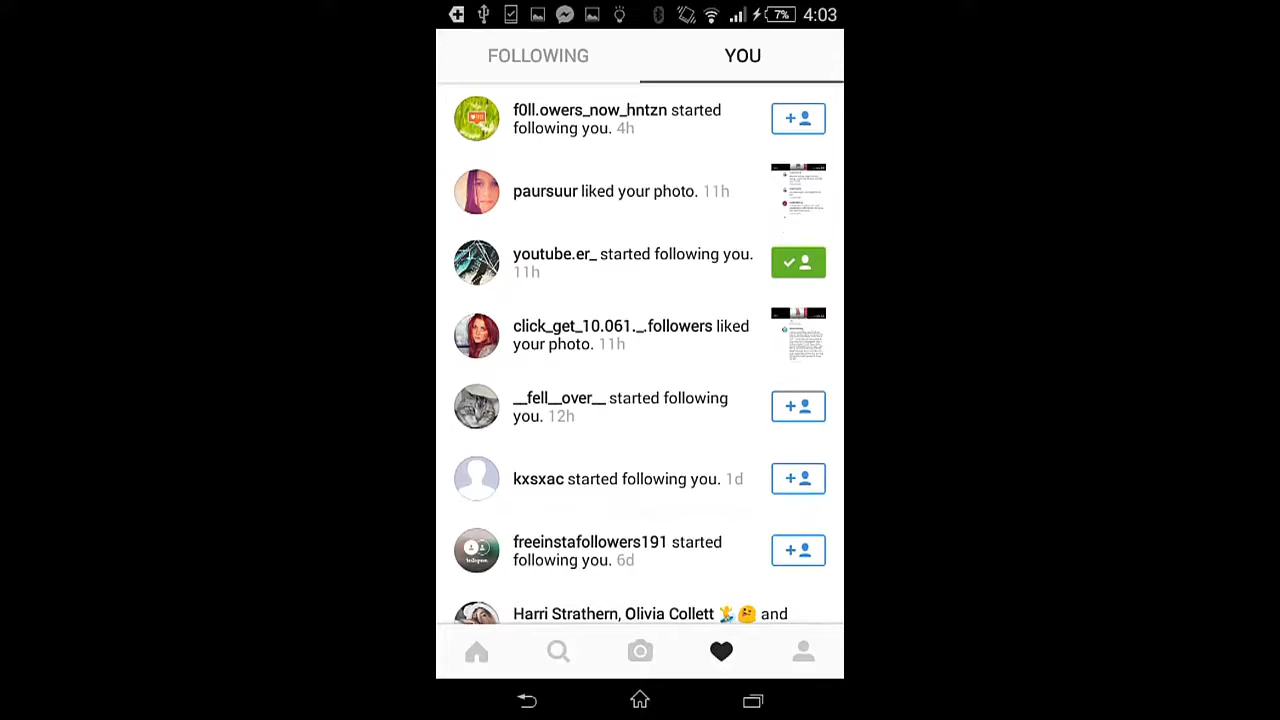 7% 4:03
FOLLOWING YOU
f0ll.owers_now_hntzn started
following you. 4h
paursuur liked your photo. 11h
youtube.er_ started following you.
11h
click_get_10.061._.followers liked
your photo. 11h
__fell__over__ started following
you. 12h
kxsxac started following you. 1d
freeinstafollowers191 started
following you. 6d
Harri Strathern, Olivia Collett 🏄🤗 and